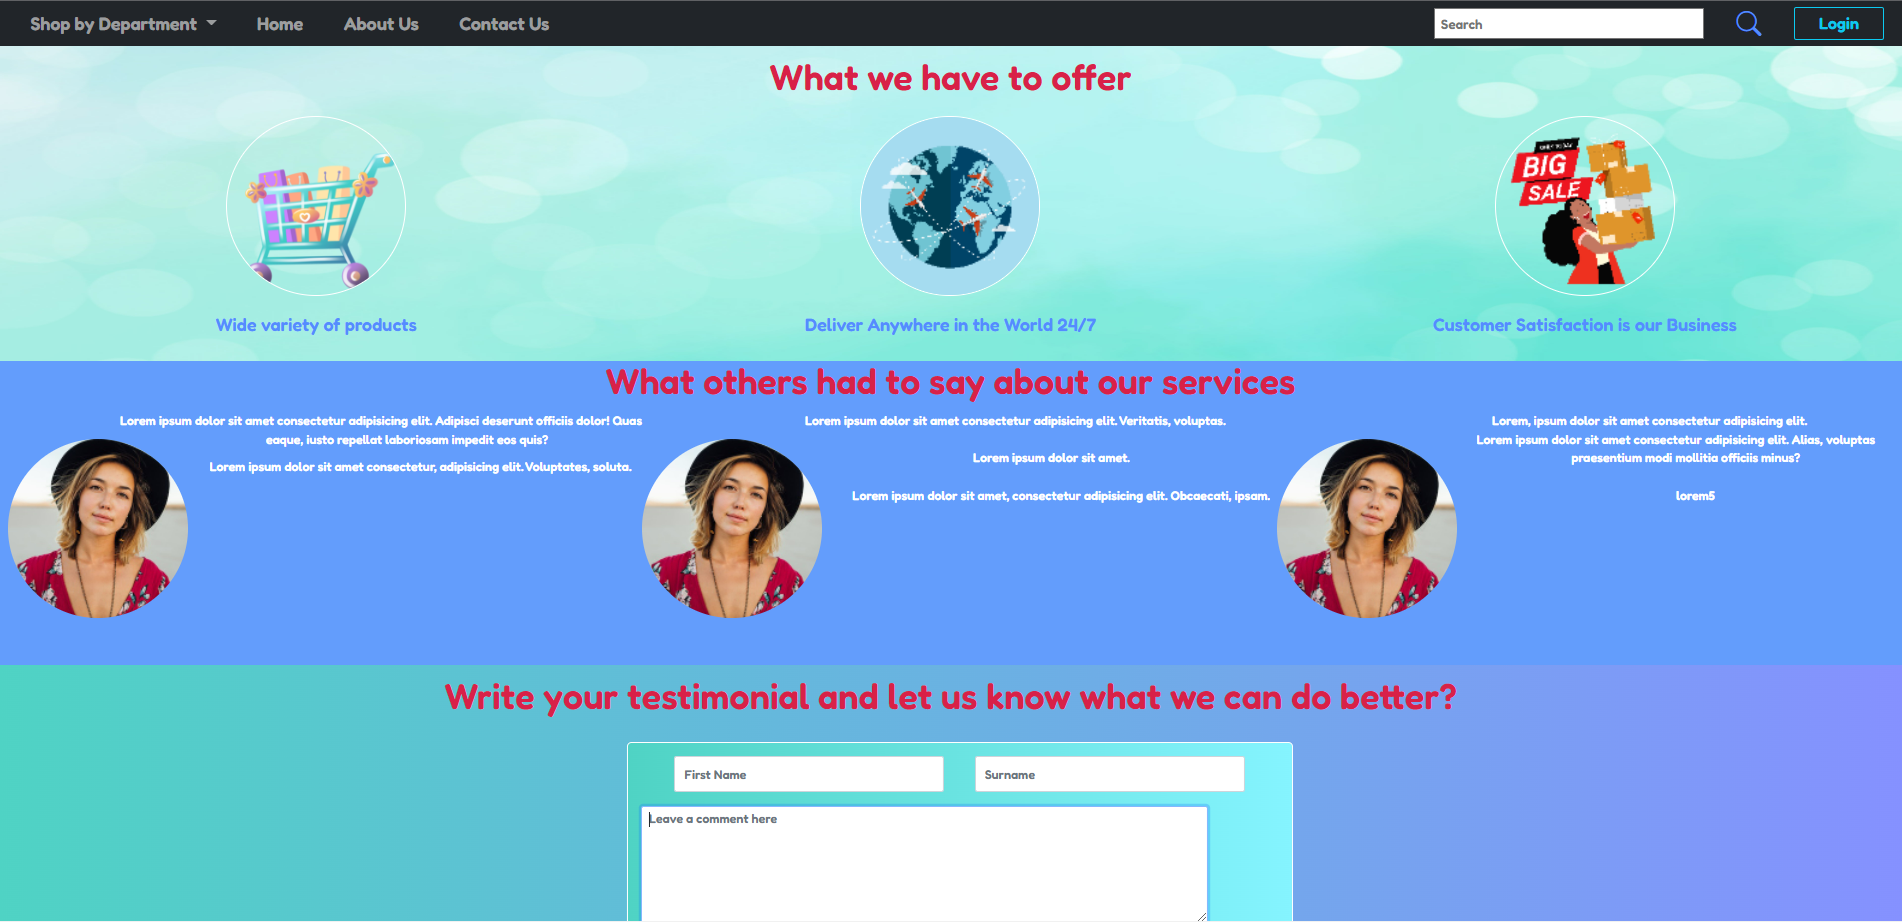 Shop by Department
Home
About Us
Contact Us
Search
Login
What we have to offer
BIG
SALE
Wide variety of products
Deliver Anywhere in the World 24/7
Customer Satisfaction is our Business
What others had to say about our services
Lorem ipsum dolor sit amet consectetur adipisicing elit. Adipisci deserunt officiis dolor! Quas
eaque, iusto repellat laboriosam impedit eos quis?
Lorem ipsum dolor sit amet consectetur, adipisicing elit. Voluptates, soluta.
Lorem ipsum dolor sit amet consectetur adipisicing elit. Veritatis, voluptas.
Lorem ipsum dolor sit amet.
Lorem ipsum dolor sit amet, consectetur adipisicing elit. Obcaecati, ipsam.
Lorem, ipsum dolor sit amet consectetur adipisicing elit.
Lorem ipsum dolor sit amet consectetur adipisicing elit. Alias, voluptas
praesentium modi mollitia officiis minus?
lorem5
Write your testimonial and let us know what we can do better?
First Name
Surname
Leave a comment here